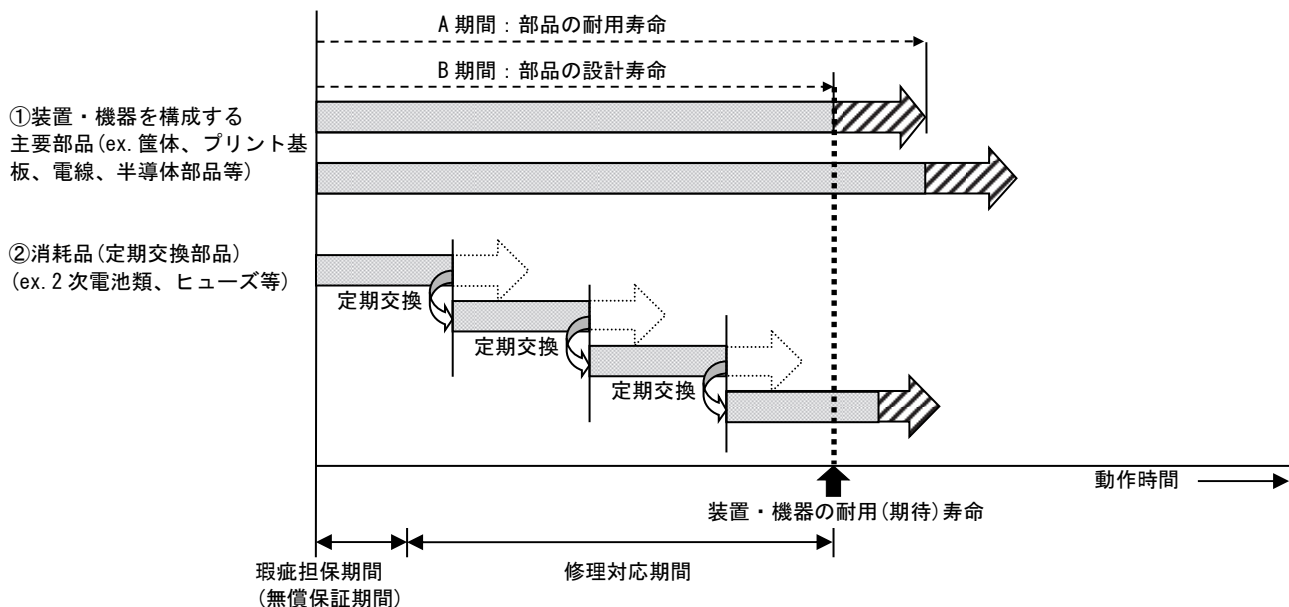 A期間：部品の耐用寿命
B期間：部品の設計寿命
①装置・機器を構成する
主要部品(ex.筐体、プリント基
板、電線、半導体部品等)
②消耗品(定期交換部品)
(ex.2次電池類、ヒューズ等)
定期交換
定期交換
定期交換
動作時間
装置・機器の耐用(期待)寿命
瑕疵担保期間
(無償保証期間)
修理対応期間